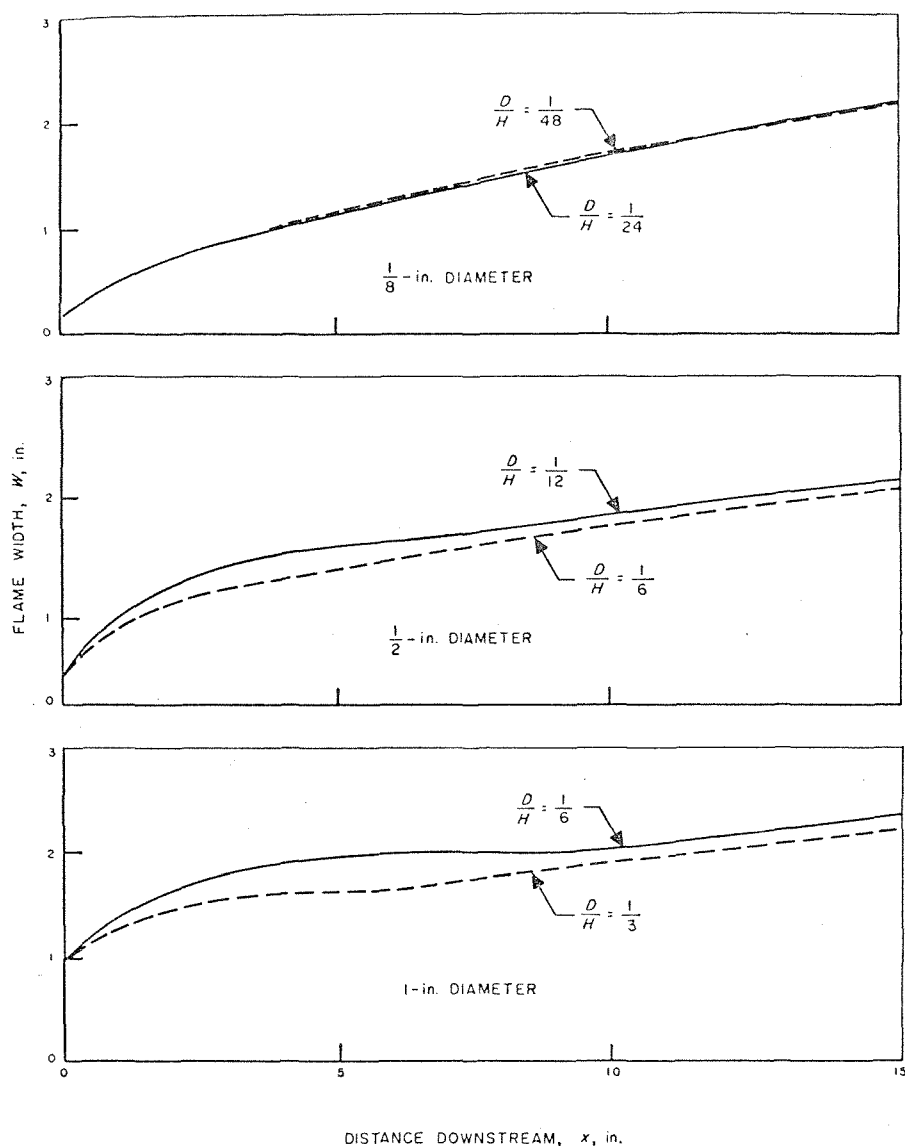 3
2
1
0
D/H = 1/48
D/H = 1/24
1/8-in. DIAMETER
FLAME WIDTH, W, in.
3
2
1
0
D/H = 1/12
D/H = 1/6
1/2-in. DIAMETER
3
2
1
0
D/H = 1/6
D/H = 1/3
1-in. DIAMETER
0 5 10 15
DISTANCE DOWNSTREAM, x, in.